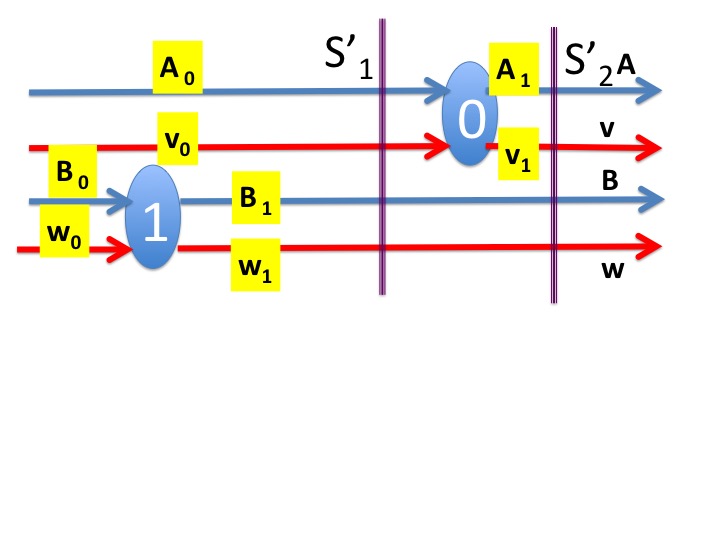 A₀
S’₁
A₁
S’₂
A
0
v₀
v₁
v
B₀
B₁
B
w₀
1
w₁
w